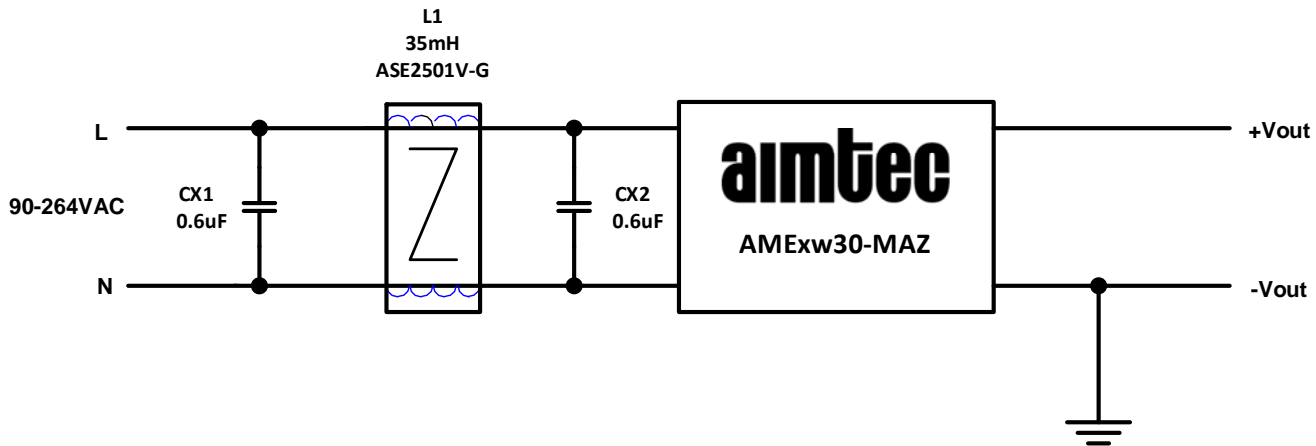 L1
35mH
ASE2501V-G
L
+Vout
90-264VAC
CX1
0.6uF
CX2
0.6uF
aimtec
AMExw30-MAZ
N
-Vout